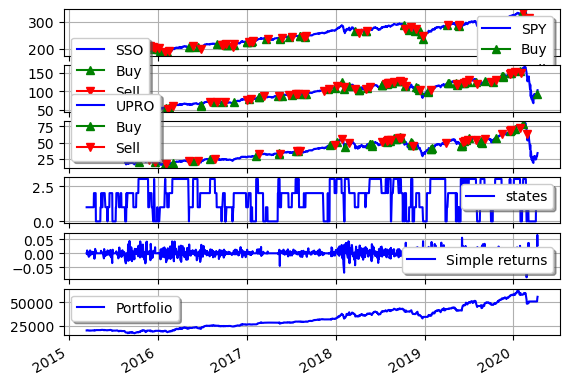 300
200
SPY
Buy
SSO
Buy
Sell
150
100
50
UPRO
Buy
Sell
75
50
25
2.5
0.0
states
0.05
0.00
−0.05
Simple returns
50000
25000
Portfolio
2015
2016
2017
2018
2019
2020